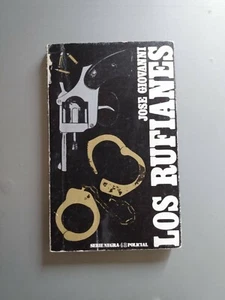 JOSE GIOVANNI
LOS RUFIANES
SERIE NEGRA POLICIAL